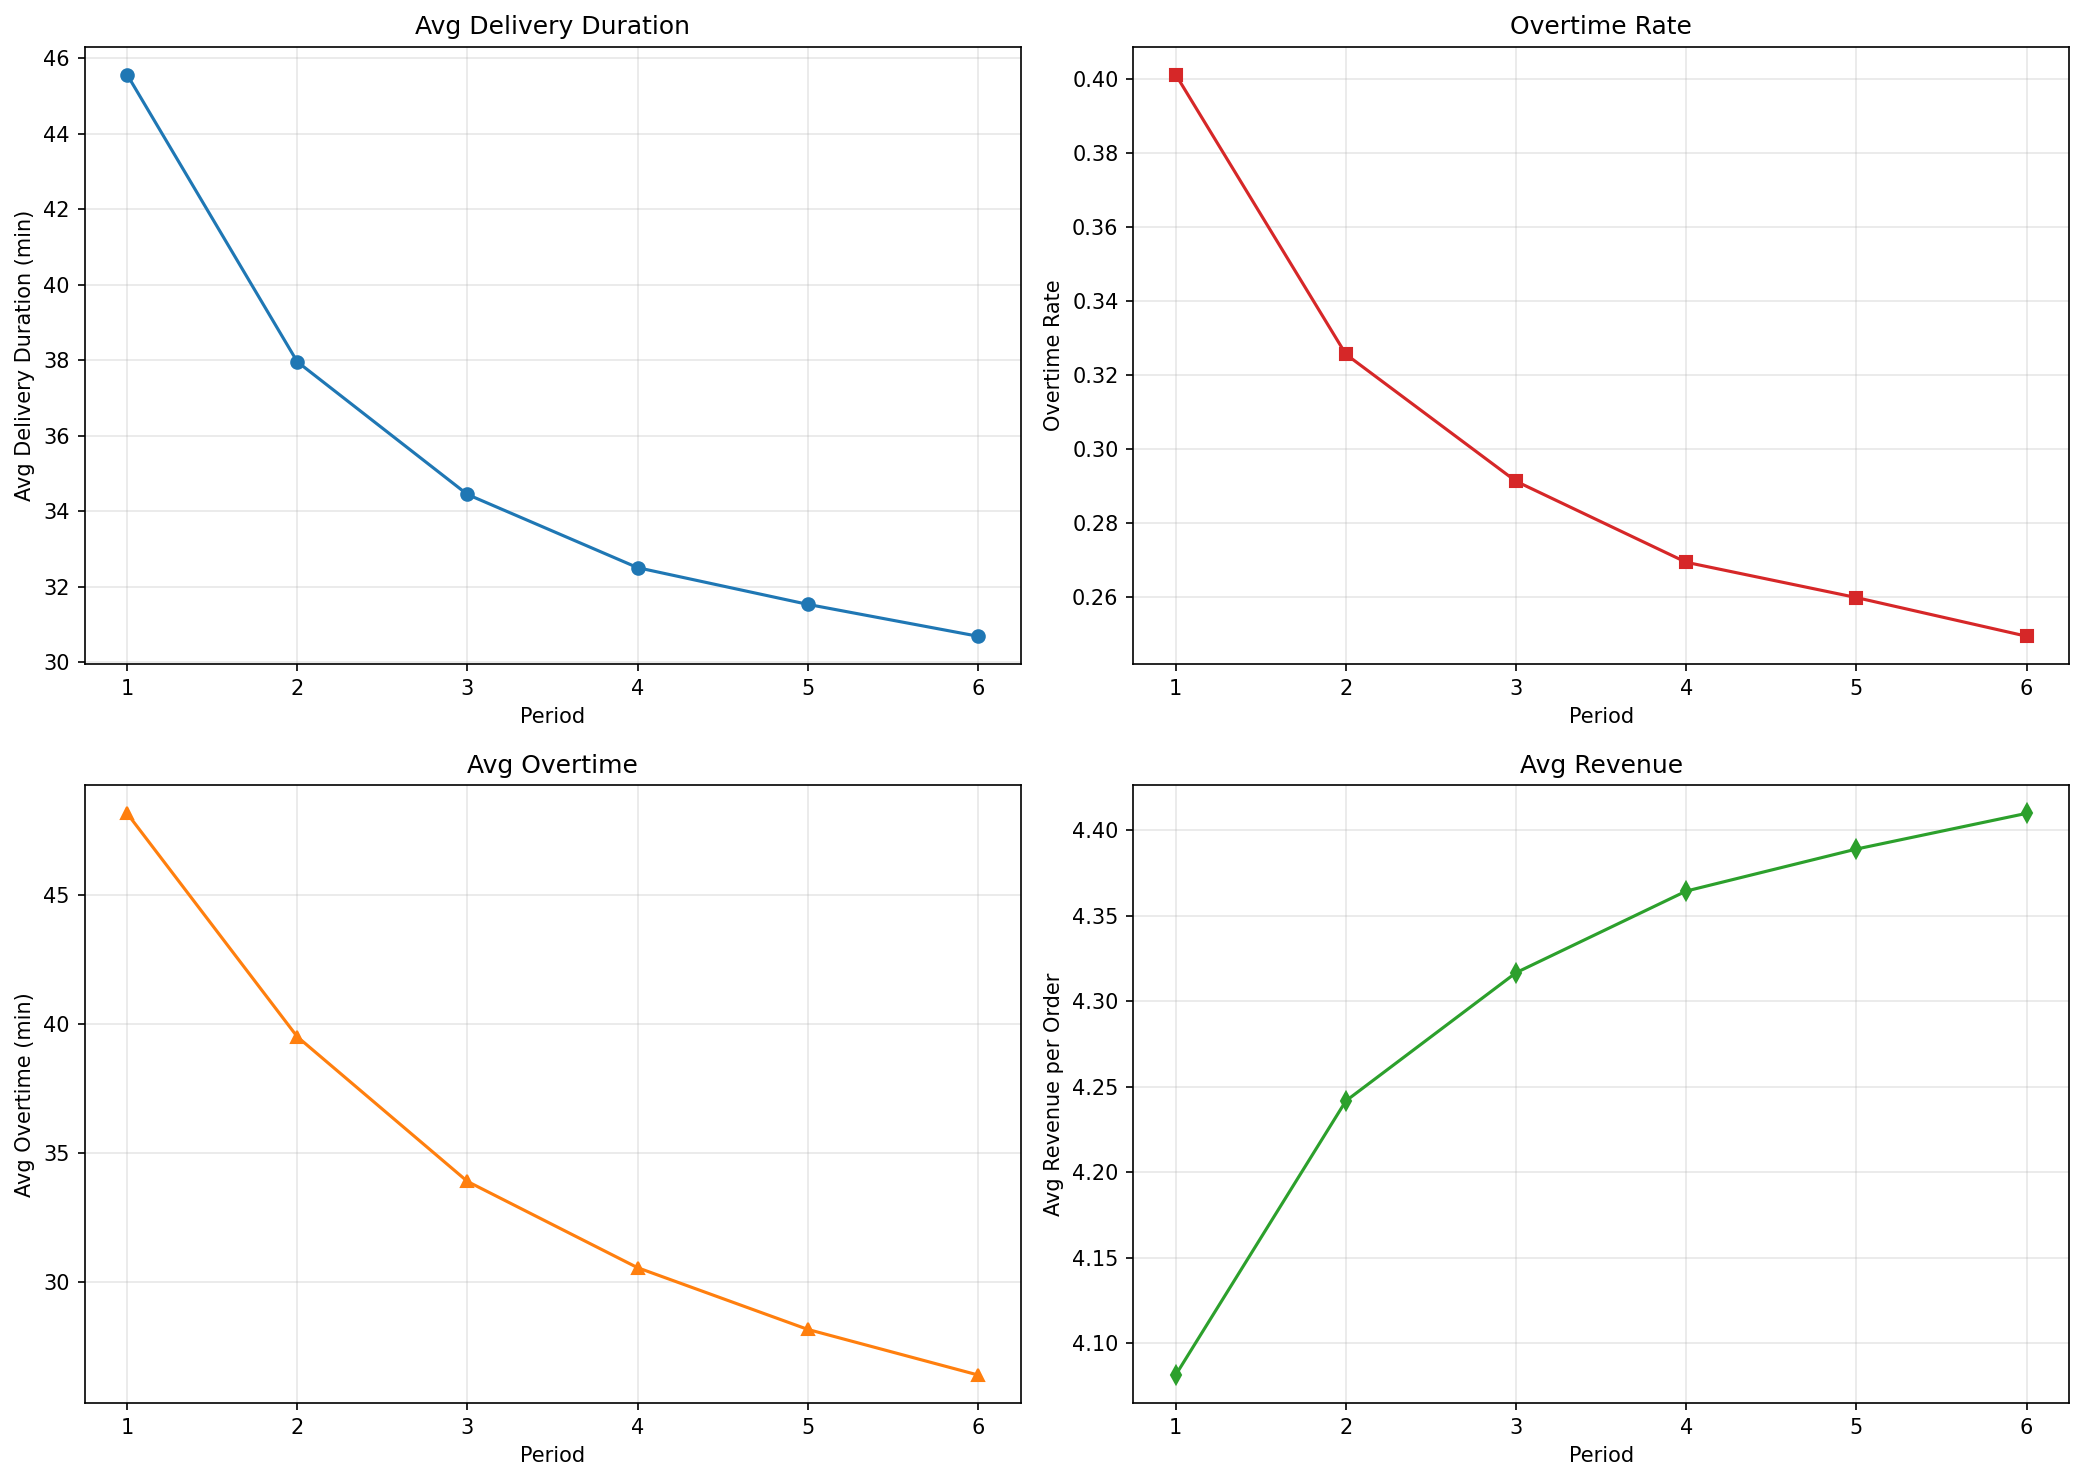 Avg Delivery Duration
Avg Delivery Duration (min)
46
44
42
40
38
36
34
32
30
1 2 3 4 5 6
Period
Overtime Rate
Overtime Rate
0.40
0.38
0.36
0.34
0.32
0.30
0.28
0.26
1 2 3 4 5 6
Period
Avg Overtime
Avg Overtime (min)
45
40
35
30
1 2 3 4 5 6
Period
Avg Revenue
Avg Revenue per Order
4.40
4.35
4.30
4.25
4.20
4.15
4.10
1 2 3 4 5 6
Period